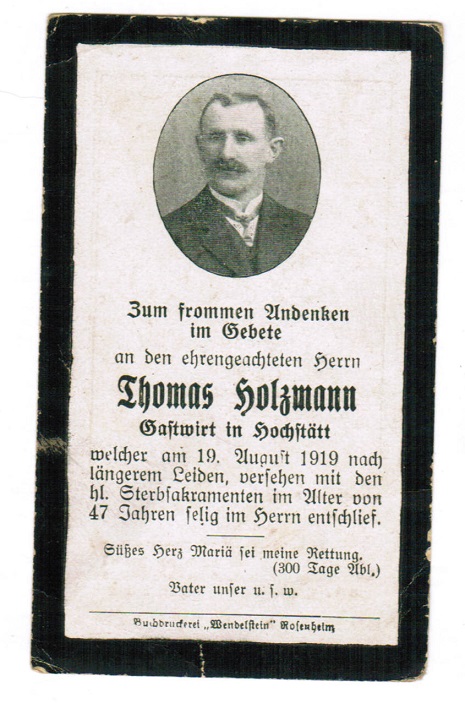 Zum frommen Andenken
im Gebete
an den ehrengeachteten Herrn
Thomas Holzmann
Gastwirt in Hochstätt
welcher am 19. August 1919 nach
längerem Leiden, versehen mit den
hl. Sterbsakramenten im Alter von
47 Jahren selig im Herrn entschlief.
Süßes Herz Mariä sei meine Rettung.
(300 Tage Abl.)
Vater unser u. s. w.
Buchdruckerei „Wendelstein" Rosenheim